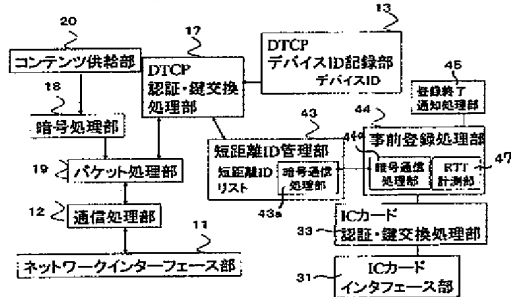 20
コンテンツ供給部
17
DTCP
認証・鍵交換
処理部
13
DTCP
デバイスID記録部
デバイスID
18
暗号処理部
19
パケット処理部
12
通信処理部
11
ネットワークインターフェース部
43
短距離ID管理部
短距離ID
リスト
暗号通信
処理部
43a
45
登録終了
通知処理部
44
事前登録処理部
暗号通信
処理部
RTT
計測部
47
33
ICカード
認証・鍵交換処理部
31
ICカード
インタフェース部